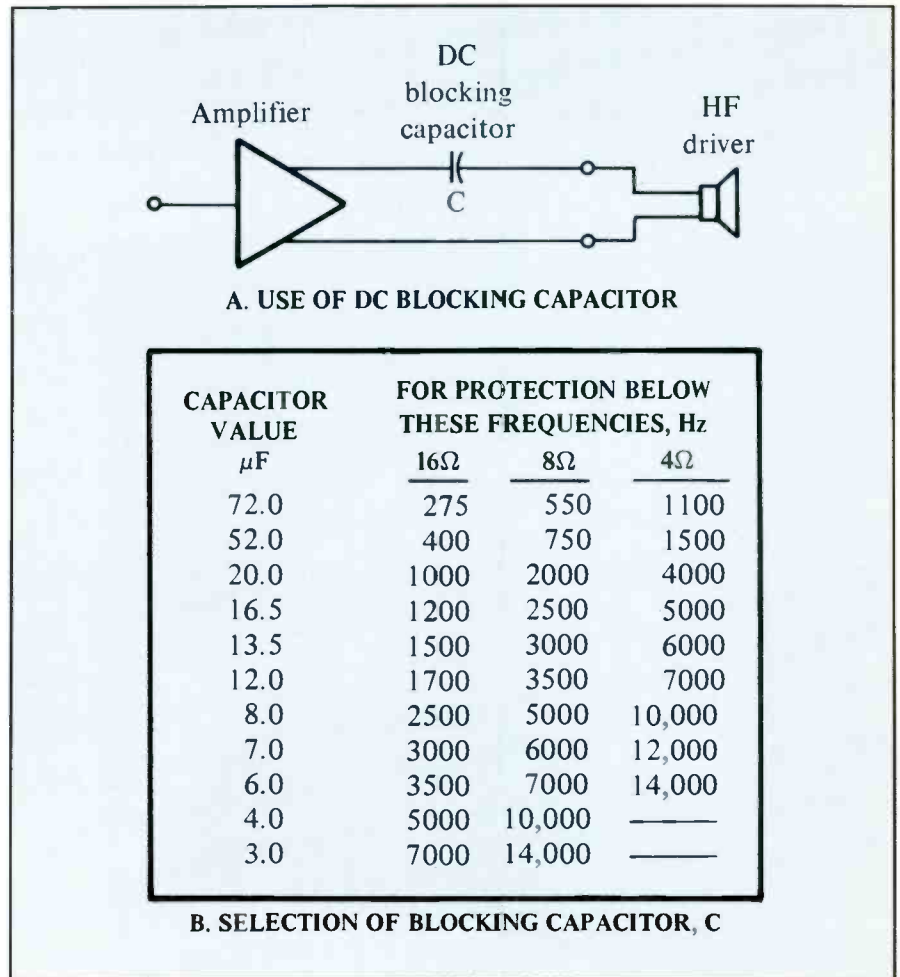 DC
blocking
capacitor
Amplifier
HF
driver
C
A. USE OF DC BLOCKING CAPACITOR
CAPACITOR VALUE μF
FOR PROTECTION BELOW THESE FREQUENCIES, Hz
16Ω 8Ω 4Ω
72.0 275 550 1100
52.0 400 750 1500
20.0 1000 2000 4000
16.5 1200 2500 5000
13.5 1500 3000 6000
12.0 1700 3500 7000
8.0 2500 5000 10,000
7.0 3000 6000 12,000
6.0 3500 7000 14,000
4.0 5000 10,000 ——
3.0 7000 14,000 ——
B. SELECTION OF BLOCKING CAPACITOR, C